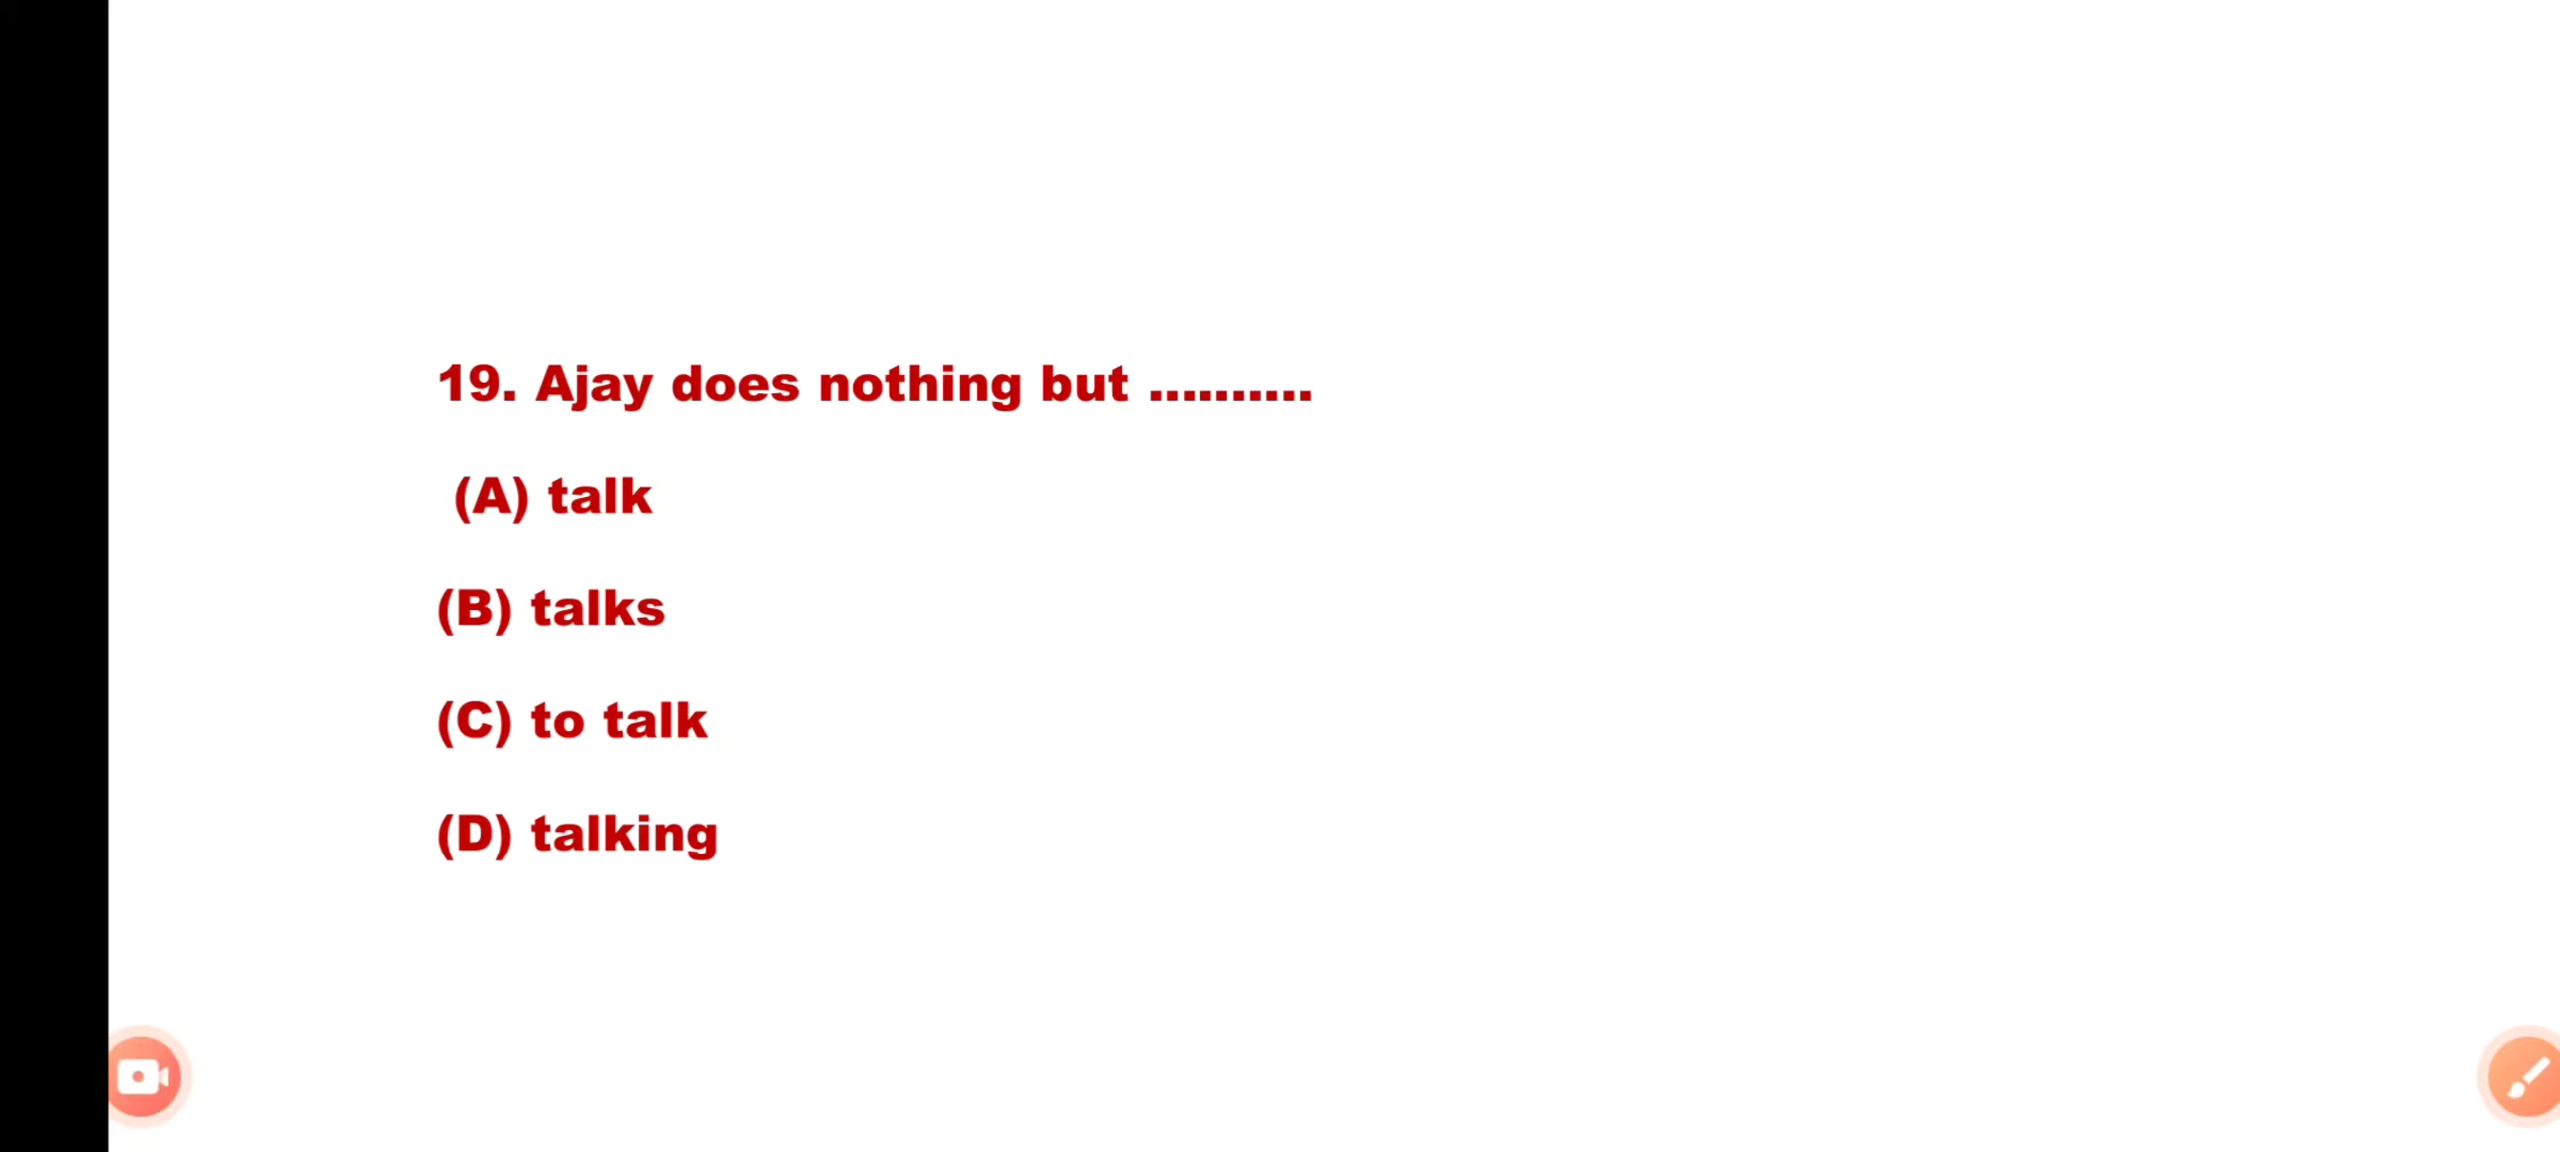 19. Ajay does nothing but ..........
(A) talk
(B) talks
(C) to talk
(D) talking